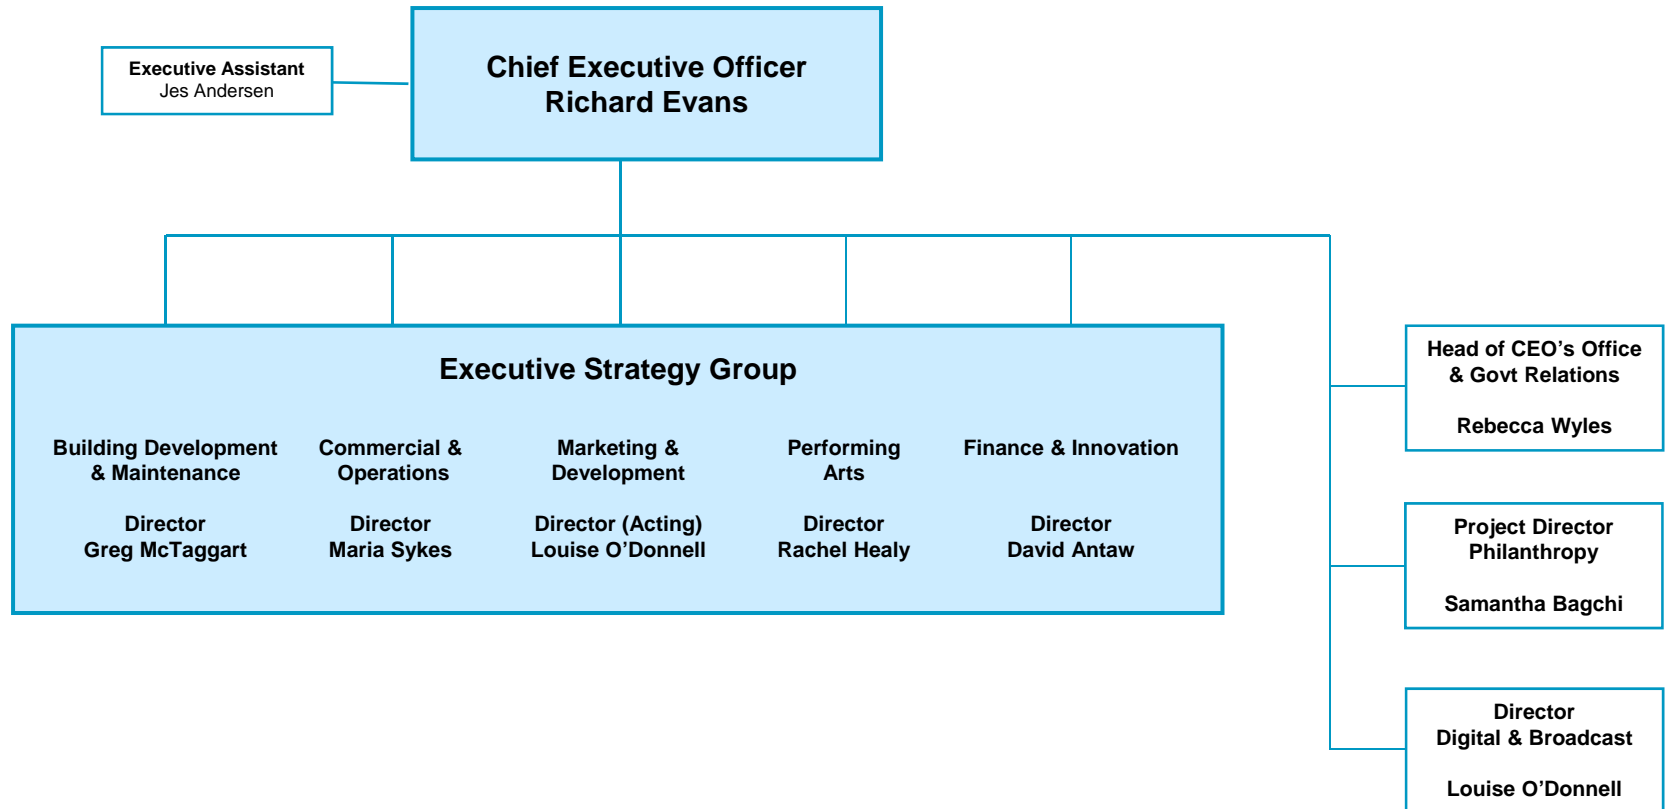 Executive Assistant
Jes Andersen
Chief Executive Officer
Richard Evans
Executive Strategy Group
Building Development
& Maintenance
Director
Greg McTaggart
Commercial &
Operations
Director
Maria Sykes
Marketing &
Development
Director (Acting)
Louise O’Donnell
Performing
Arts
Director
Rachel Healy
Finance & Innovation
Director
David Antaw
Head of CEO’s Office
& Govt Relations
Rebecca Wyles
Project Director
Philanthropy
Samantha Bagchi
Director
Digital & Broadcast
Louise O’Donnell